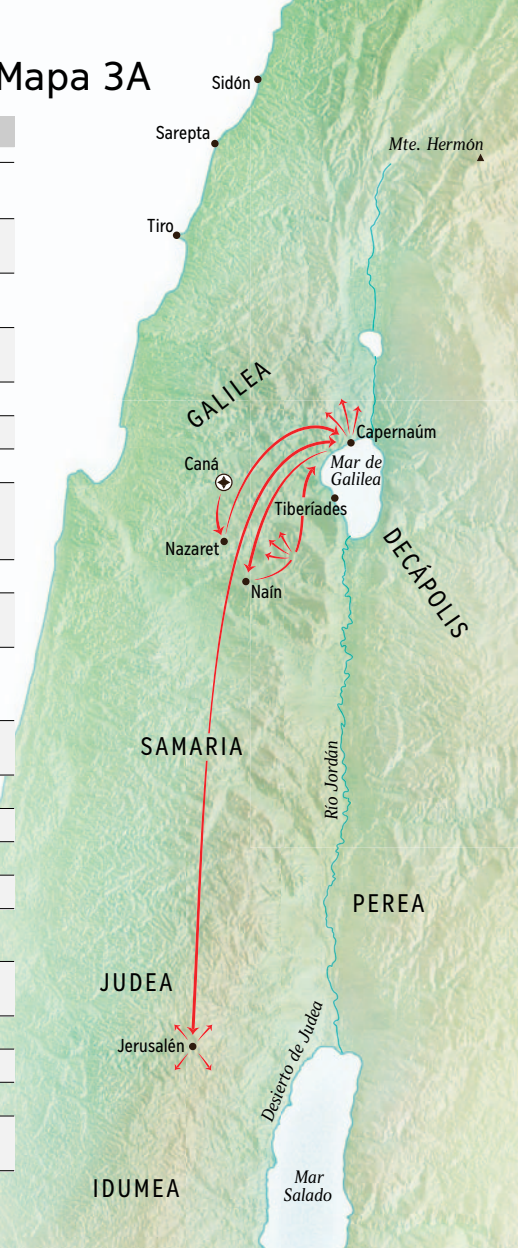 Mapa 3A
Sidón
Sarepta
Mte. Hermón
Tiro
GALILEA
Capernaúm
Caná
Mar de
Galilea
Tiberíades
Nazaret
DECÁPOLIS
Naín
SAMARIA
Río Jordán
PEREA
JUDEA
Desierto de Judea
Jerusalén
Mar
Salado
IDUMEA